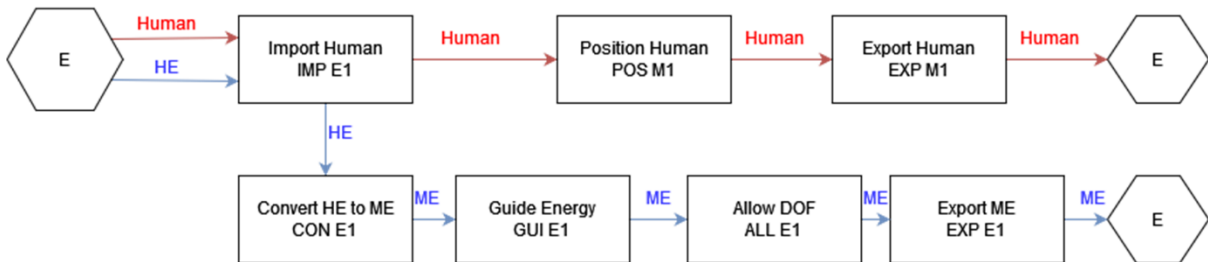 Human
HE
E
Import Human
IMP E1
Human
Position Human
POS M1
Human
Export Human
EXP M1
Human
E
HE
Convert HE to ME
CON E1
ME
Guide Energy
GUI E1
ME
Allow DOF
ALL E1
ME
Export ME
EXP E1
ME
E